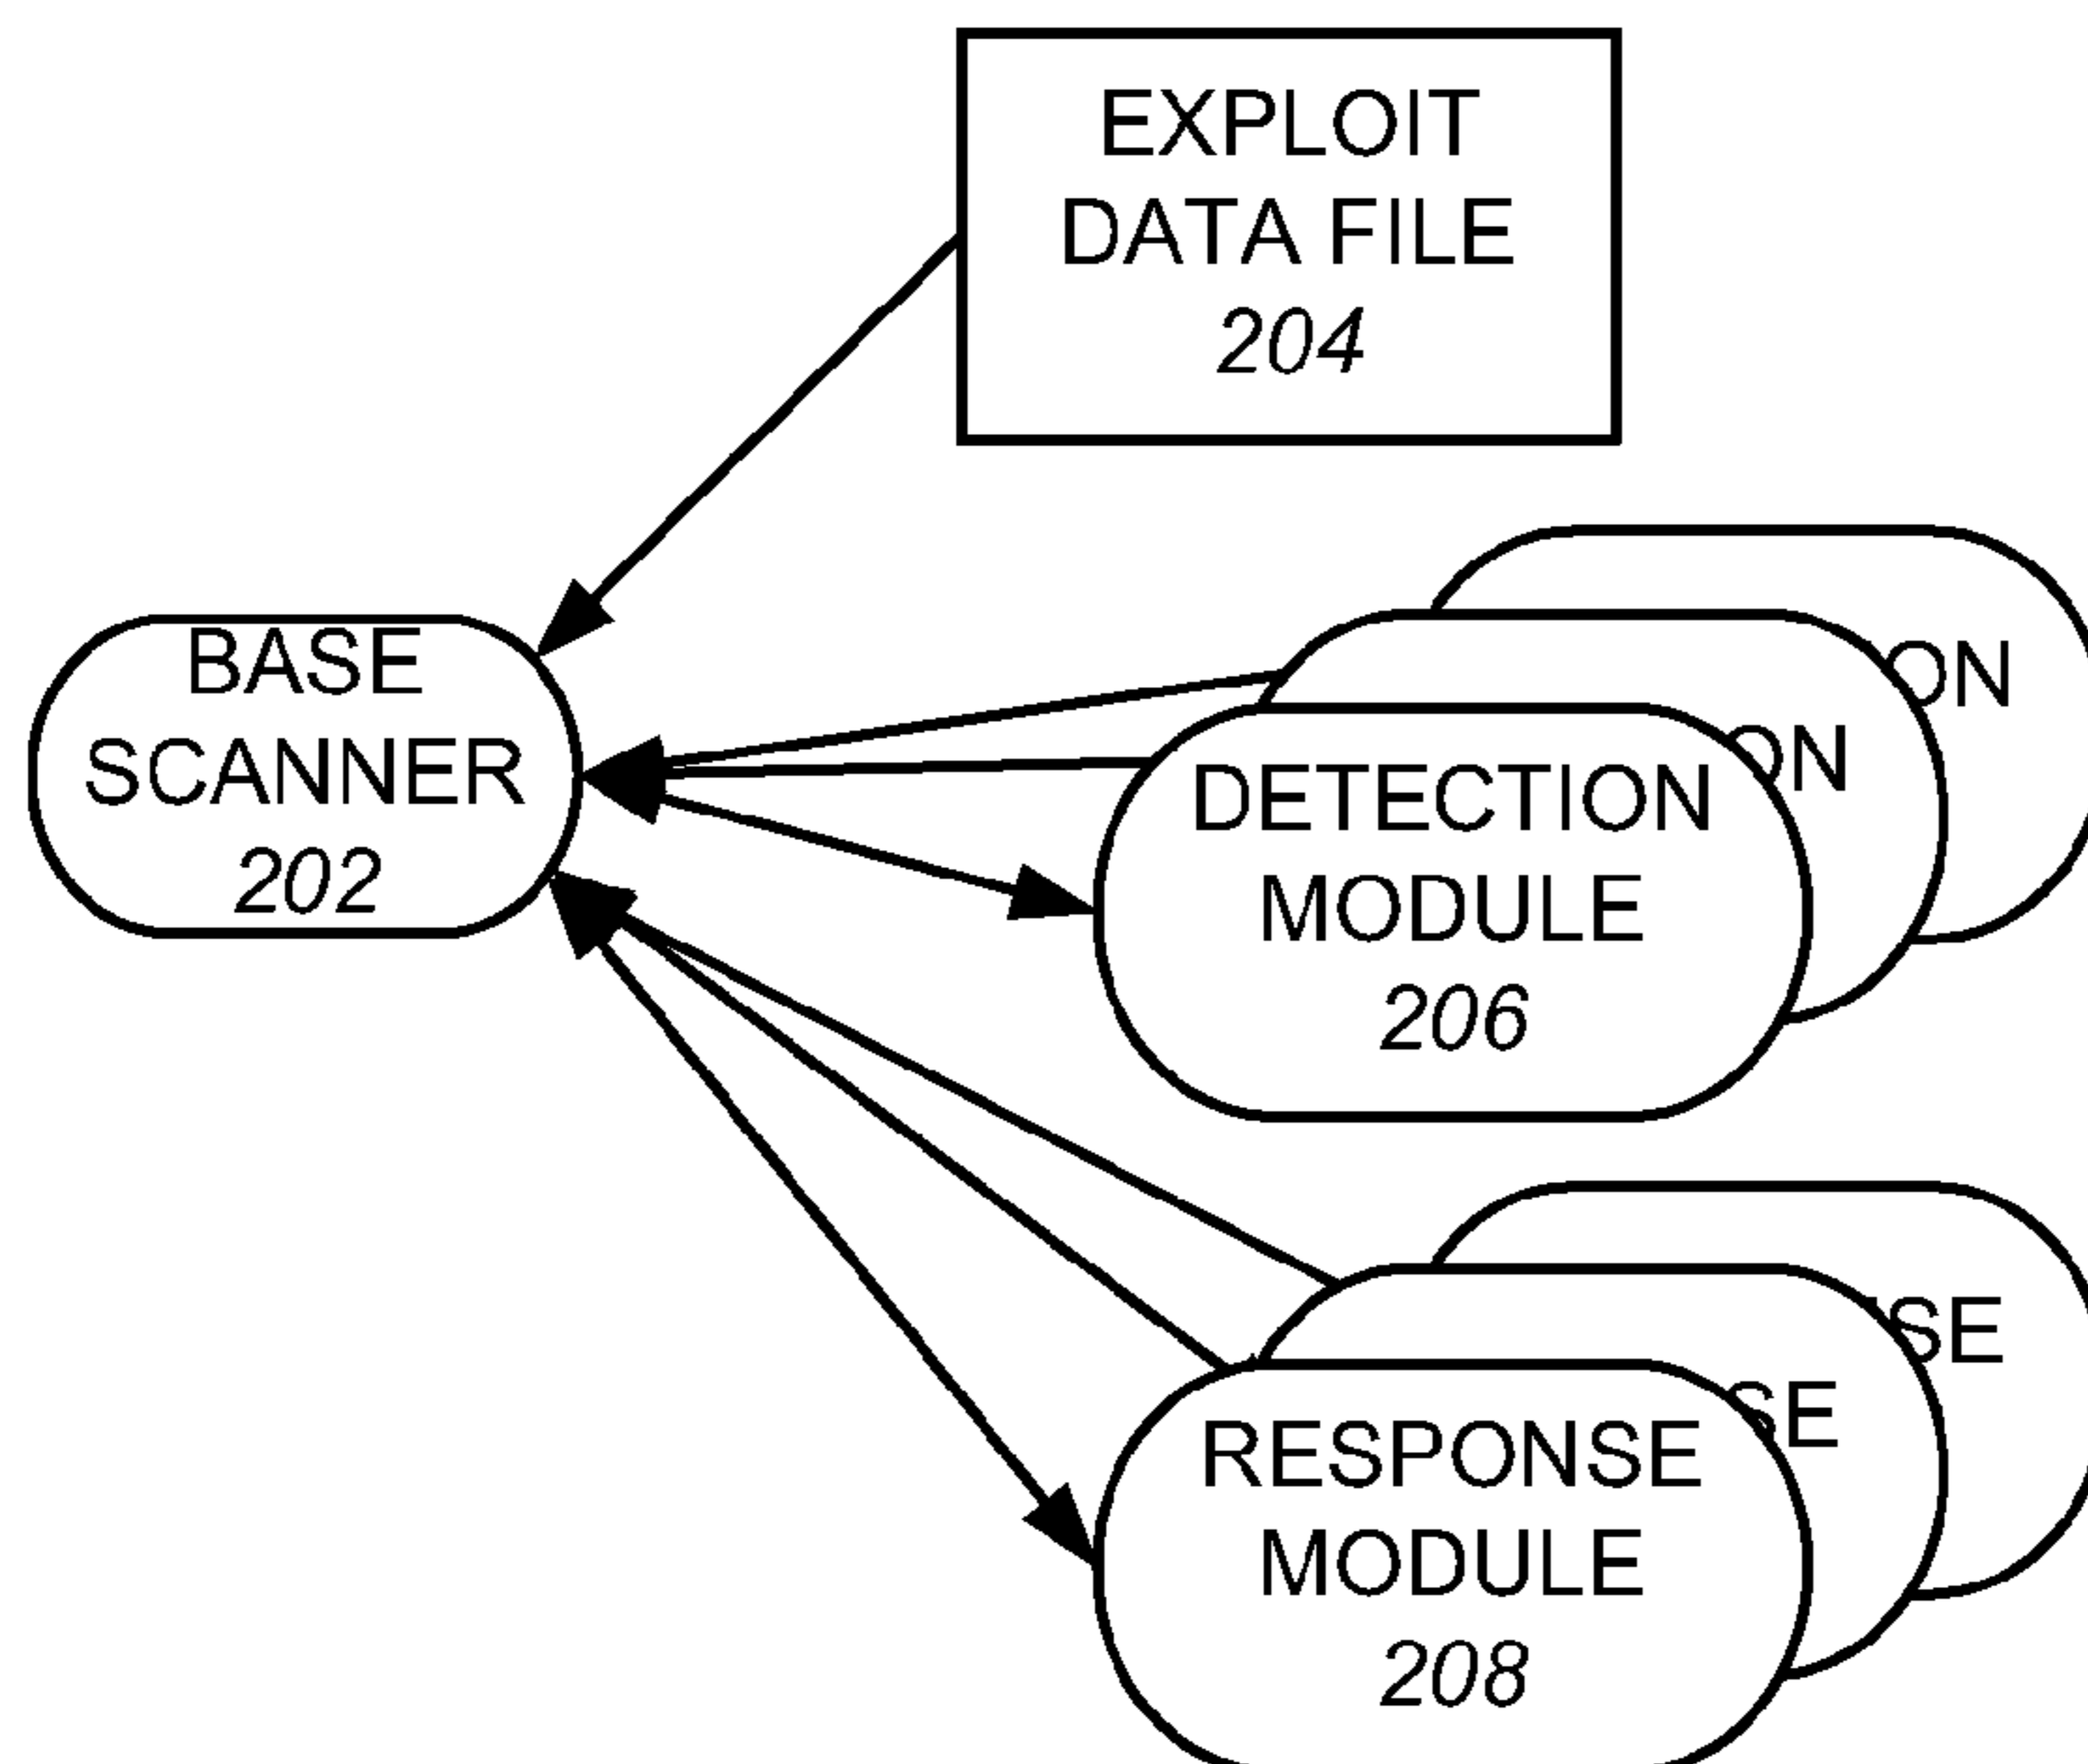 EXPLOIT
DATA FILE
204
BASE
SCANNER
202
ON
ON
DETECTION
MODULE
206
SE
SE
RESPONSE
MODULE
208